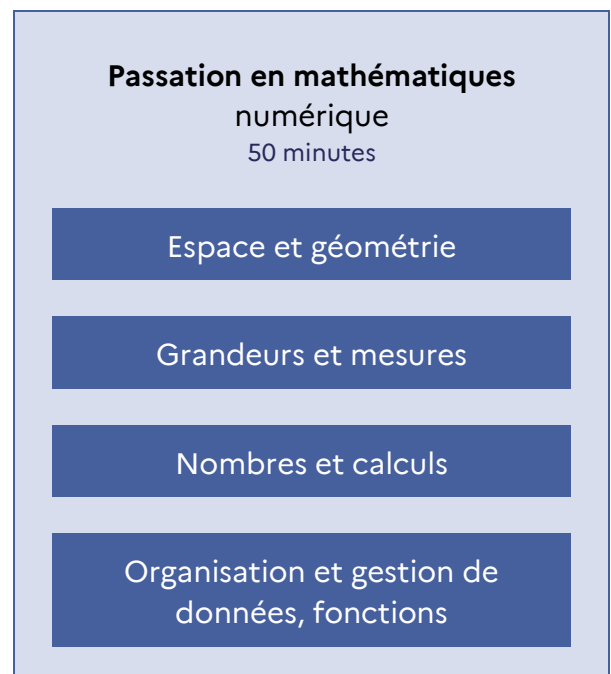 Passation en mathématiques
numérique
50 minutes
Espace et géométrie
Grandeurs et mesures
Nombres et calculs
Organisation et gestion de
données, fonctions